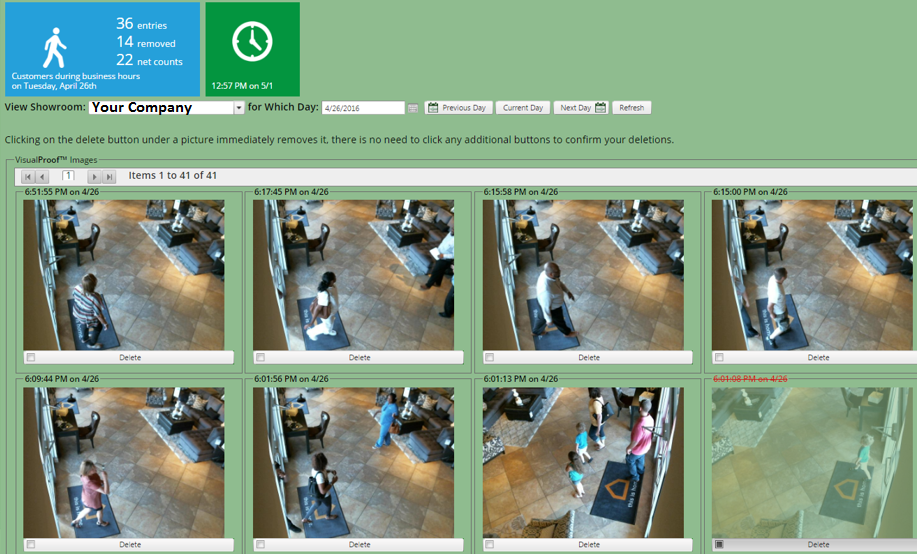 36 entries
14 removed
22 net counts
Customers during business hours
on Tuesday, April 26th
12:57 PM on 5/1
View Showroom: Your Company for Which Day: 4/26/2016 Previous Day Current Day Next Day Refresh
Clicking on the delete button under a picture immediately removes it, there is no need to click any additional buttons to confirm your deletions.
VisualProof™ Images
1 Items 1 to 41 of 41
6:51:55 PM on 4/26 6:17:45 PM on 4/26 6:15:58 PM on 4/26 6:15:00 PM on 4/26
Delete Delete Delete Delete
6:09:44 PM on 4/26 6:01:56 PM on 4/26 6:01:13 PM on 4/26 6:01:08 PM on 4/26
Delete Delete Delete Delete